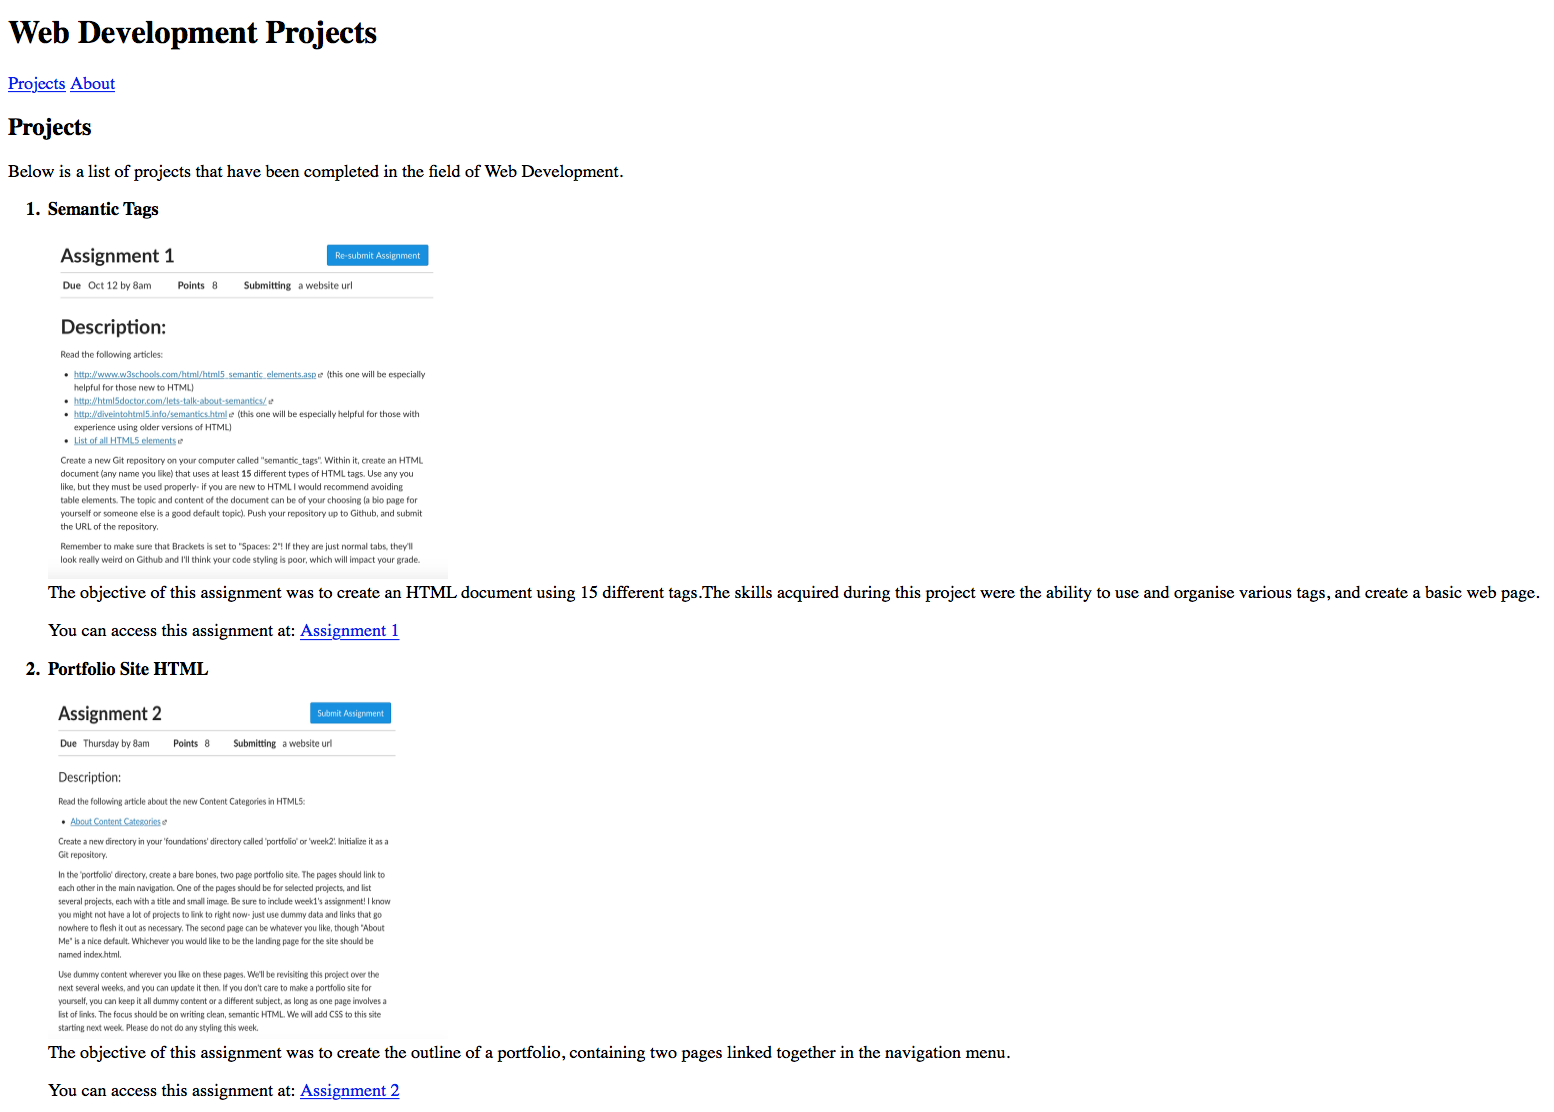 Web Development Projects
Projects About
Projects
Below is a list of projects that have been completed in the field of Web Development.
1. Semantic Tags
Assignment 1
Re-submit Assignment
Due Oct 12 by 8am Points 8 Submitting a website url
Description:
Read the following articles:
• http://www.w3schools.com/html/html5_semantic_elements.asp (this one will be especially
helpful for those new to HTML)
• http://html5doctor.com/lets-talk-about-semantics/
• http://diveintohtml5.info/semantics.html (this one will be especially helpful for those with
experience using older versions of HTML)
• List of all HTML5 elements
Create a new Git repository on your computer called "semantic_tags". Within it, create an HTML
document (any name you like) that uses at least 15 different types of HTML tags. Use any you
like, but they must be used properly- if you are new to HTML I would recommend avoiding
table elements. The topic and content of the document can be of your choosing (a bio page for
yourself or someone else is a good default topic). Push your repository up to Github, and submit
the URL of the repository.
Remember to make sure that Brackets is set to "Spaces: 2"! If they are just normal tabs, they'll
look really weird on Github and I'll think your code styling is poor, which will impact your grade.
The objective of this assignment was to create an HTML document using 15 different tags.The skills acquired during this project were the ability to use and organise various tags, and create a basic web page.
You can access this assignment at: Assignment 1
2. Portfolio Site HTML
Assignment 2
Submit Assignment
Due Thursday by 8am Points 8 Submitting a website url
Description:
Read the following article about the new Content Categories in HTML5:
• About Content Categories
Create a new directory in your 'foundations' directory called 'portfolio' or 'week2'. Initialize it as a
Git repository.
In the 'portfolio' directory, create a bare bones, two page portfolio site. The pages should link to
each other in the main navigation. One of the pages should be for selected projects, and list
several projects, each with a title and small image. Be sure to include week1's assignment! I know
you might not have a lot of projects to link to right now- just use dummy data and links that go
nowhere to flesh it out as necessary. The second page can be whatever you like, though "About
Me" is a nice default. Whichever you would like to be the landing page for the site should be
named index.html.
Use dummy content wherever you like on these pages. We'll be revisiting this project over the
next several weeks, and you can update it then. If you don't care to make a portfolio site for
yourself, you can keep it all dummy content or a different subject, as long as one page involves a
list of links. The focus should be on writing clean, semantic HTML. We will add CSS to this site
starting next week. Please do not do any styling this week.
The objective of this assignment was to create the outline of a portfolio, containing two pages linked together in the navigation menu.
You can access this assignment at: Assignment 2